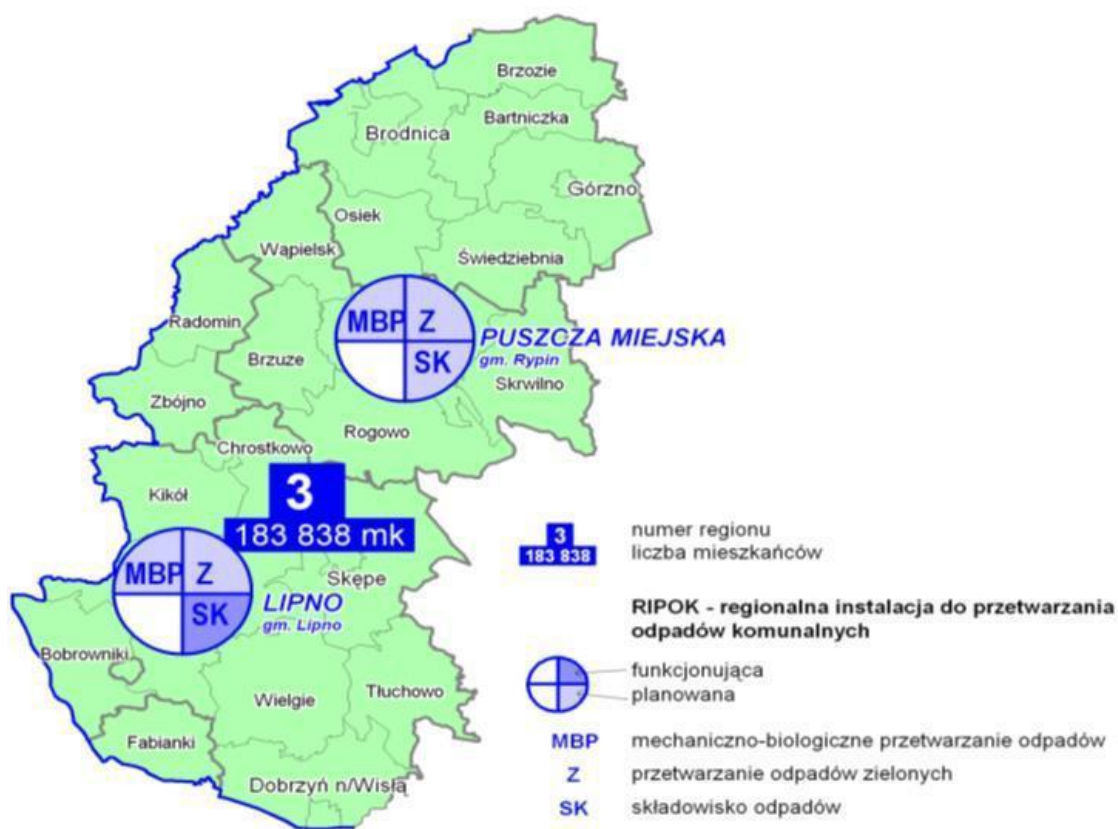 Brzozie
Bartniczka
Brodnica
Górzno
Osiek
Wąpielsk
Świedziebnia
Radomin
MBP Z
SK
PUSZCZA MIEJSKA
gm. Rypin
Brzuze
Skrwilno
Zbójno
Rogowo
Chrostkowo
Kikół
3
183 838 mk
MBP Z
SK
Skępe
LIPNO
gm. Lipno
Bobrowniki
Wielgie
Tłuchowo
Fabianki
Dobrzyń n/Wisłą
3
183 838
numer regionu
liczba mieszkańców
RIPOK - regionalna instalacja do przetwarzania
odpadów komunalnych
funkcjonująca
planowana
MBP mechaniczno-biologiczne przetwarzanie odpadów
Z przetwarzanie odpadów zielonych
SK składowisko odpadów